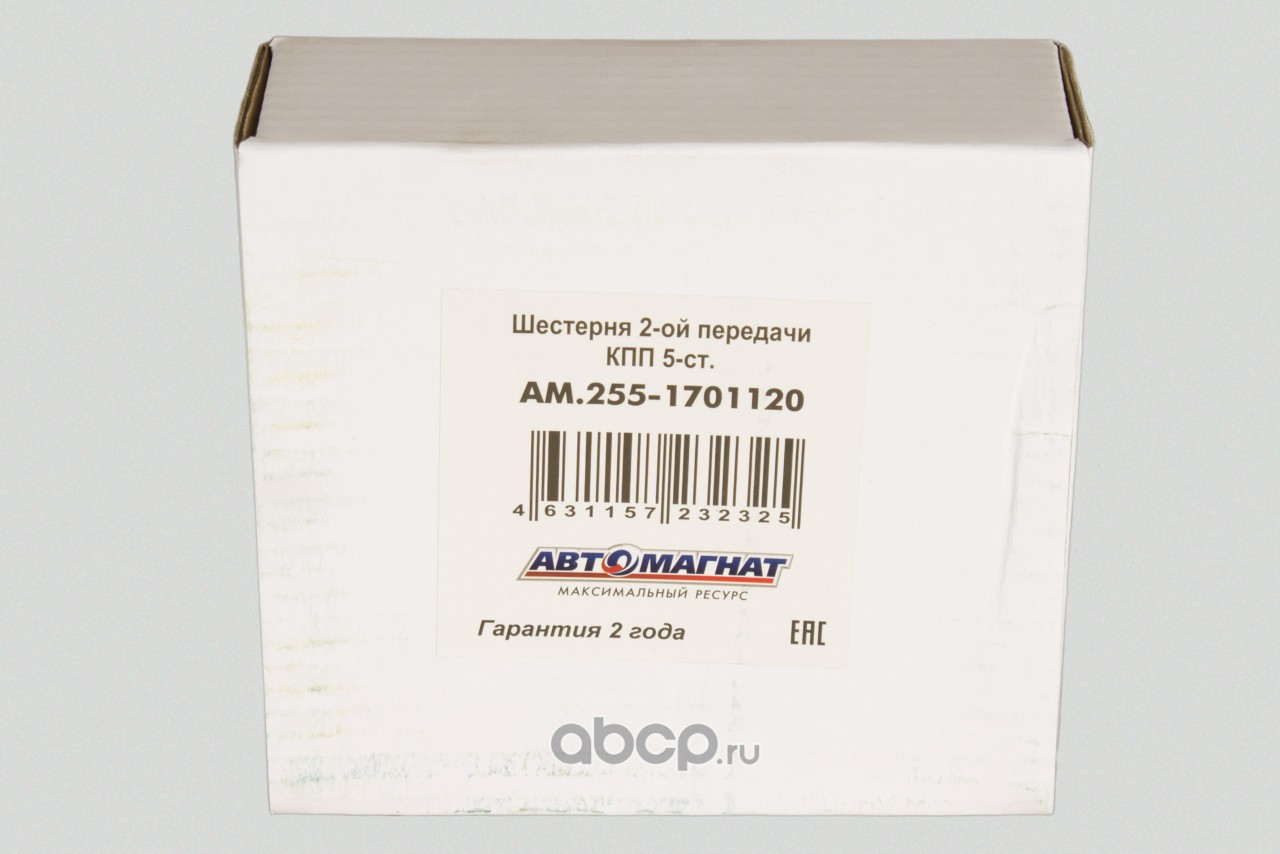 Шестерня 2-ой передачи
КПП 5-ст.
АМ.255-1701120
4 631157 232325
АВТОМАГНАТ
МАКСИМАЛЬНЫЙ РЕСУРС
Гарантия 2 года EAC
abcp.ru